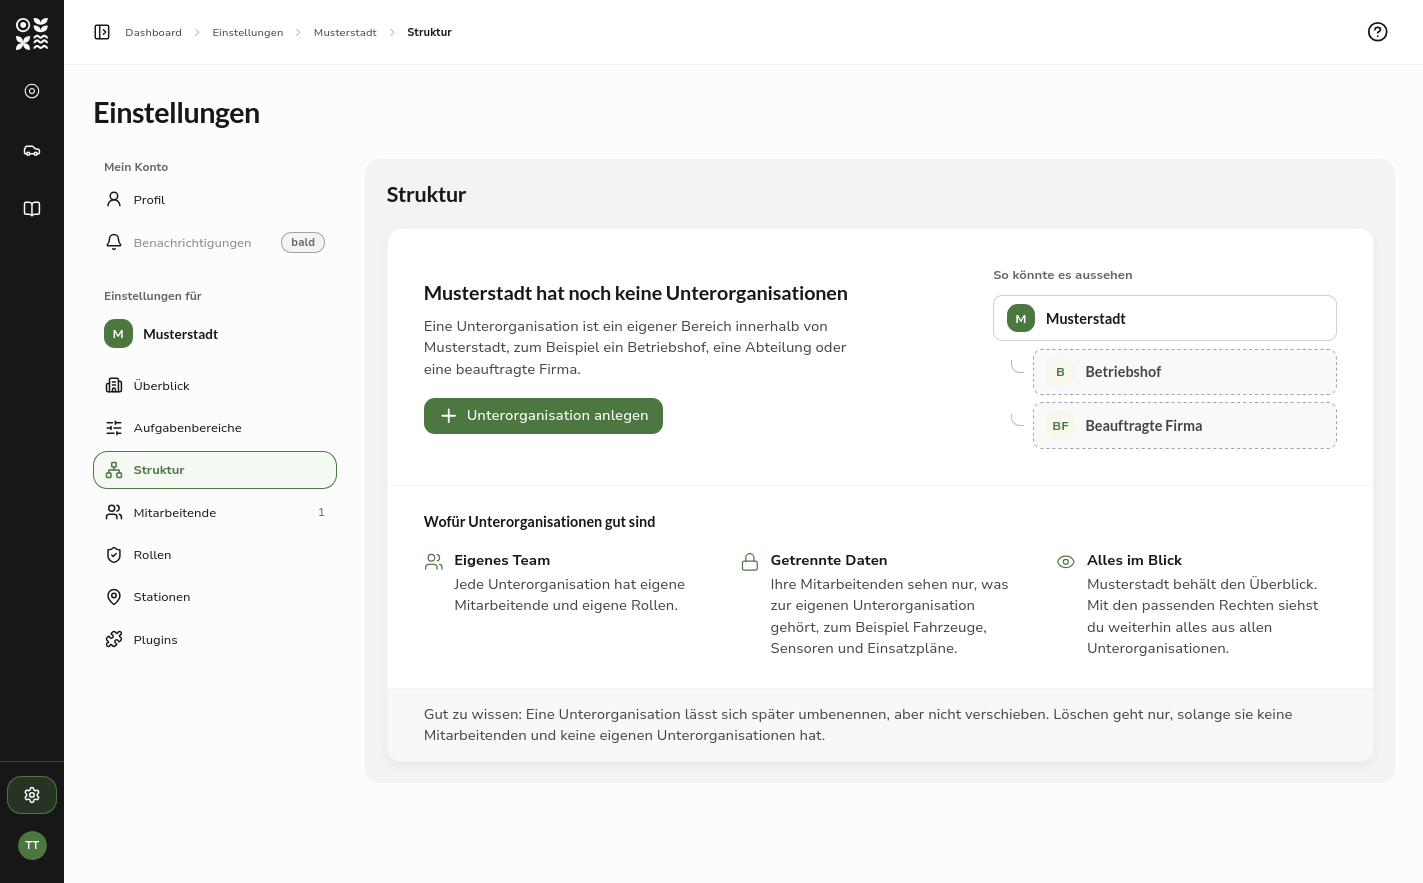 Dashboard
Einstellungen
Musterstadt
Struktur
Einstellungen
Mein Konto
Profil
Benachrichtigungen
bald
Einstellungen für
M
Musterstadt
Überblick
Aufgabenbereiche
Struktur
Mitarbeitende
1
Rollen
Stationen
Plugins
TT
Struktur
Musterstadt hat noch keine Unterorganisationen
Eine Unterorganisation ist ein eigener Bereich innerhalb von
Musterstadt, zum Beispiel ein Betriebshof, eine Abteilung oder
eine beauftragte Firma.
Unterorganisation anlegen
So könnte es aussehen
M
Musterstadt
B
Betriebshof
BF
Beauftragte Firma
Wofür Unterorganisationen gut sind
Eigenes Team
Jede Unterorganisation hat eigene
Mitarbeitende und eigene Rollen.
Getrennte Daten
Ihre Mitarbeitenden sehen nur, was
zur eigenen Unterorganisation
gehört, zum Beispiel Fahrzeuge,
Sensoren und Einsatzpläne.
Alles im Blick
Musterstadt behält den Überblick.
Mit den passenden Rechten siehst
du weiterhin alles aus allen
Unterorganisationen.
Gut zu wissen: Eine Unterorganisation lässt sich später umbenennen, aber nicht verschieben. Löschen geht nur, solange sie keine
Mitarbeitenden und keine eigenen Unterorganisationen hat.